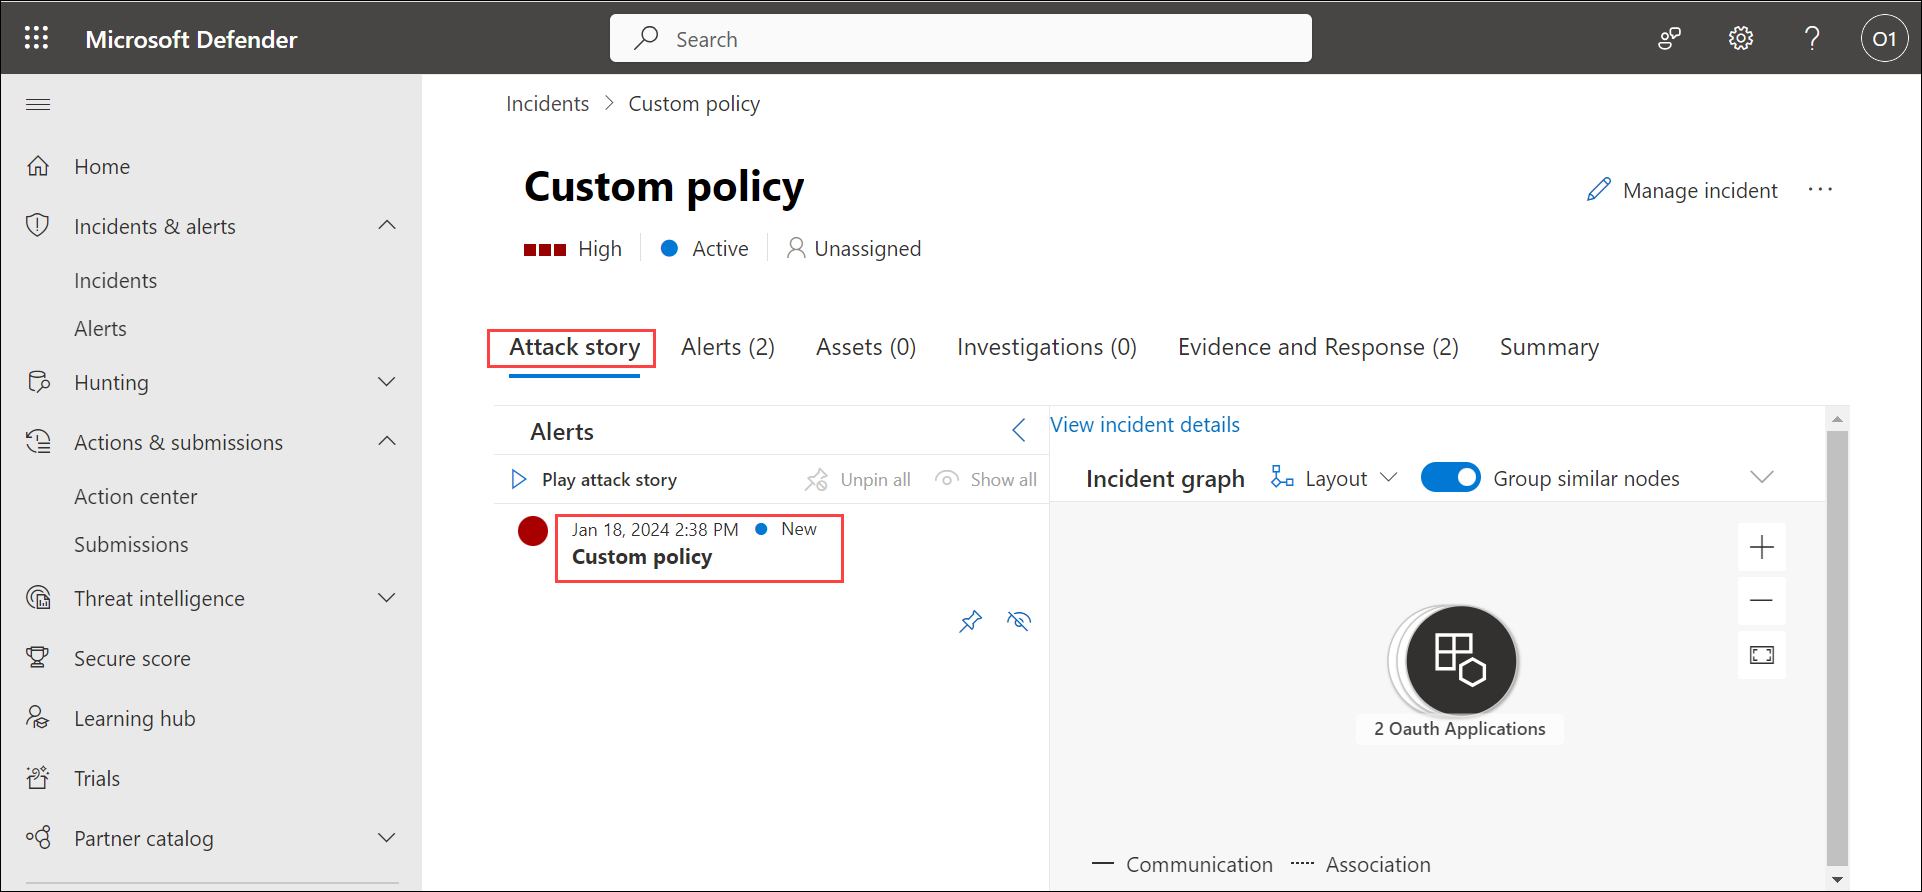 Microsoft Defender
Search
O1
Home
Incidents & alerts
Incidents
Alerts
Hunting
Actions & submissions
Action center
Submissions
Threat intelligence
Secure score
Learning hub
Trials
Partner catalog
Incidents > Custom policy
Custom policy
Manage incident ...
High Active Unassigned
Attack story Alerts (2) Assets (0) Investigations (0) Evidence and Response (2) Summary
Alerts
Play attack story Unpin all Show all
Jan 18, 2024 2:38 PM New
Custom policy
View incident details
Incident graph Layout Group similar nodes
2 Oauth Applications
Communication Association